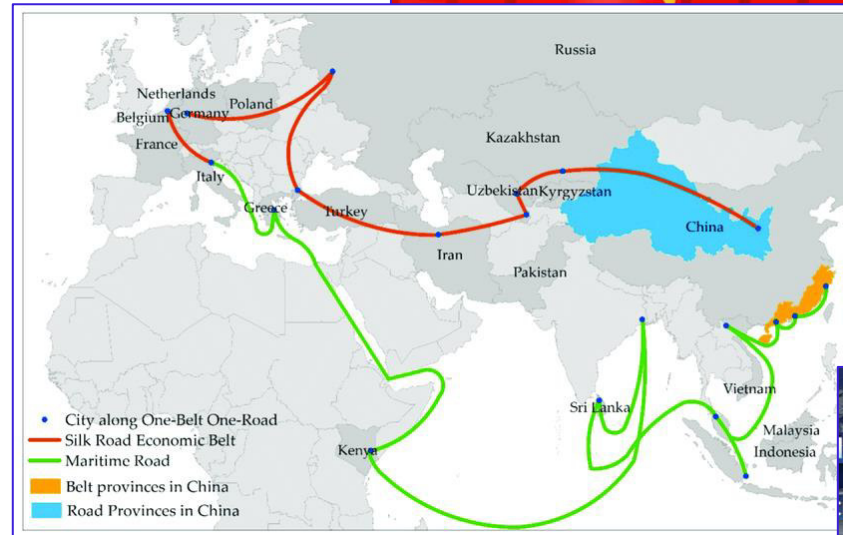 Russia
Netherlands
Poland
Belgium
Germany
France
Kazakhstan
Italy
Uzbekistan
Kyrgyzstan
Greece
Turkey
China
Iran
Pakistan
Vietnam
Sri Lanka
Malaysia
Indonesia
Kenya
City along One-Belt One-Road
Silk Road Economic Belt
Maritime Road
Belt provinces in China
Road Provinces in China